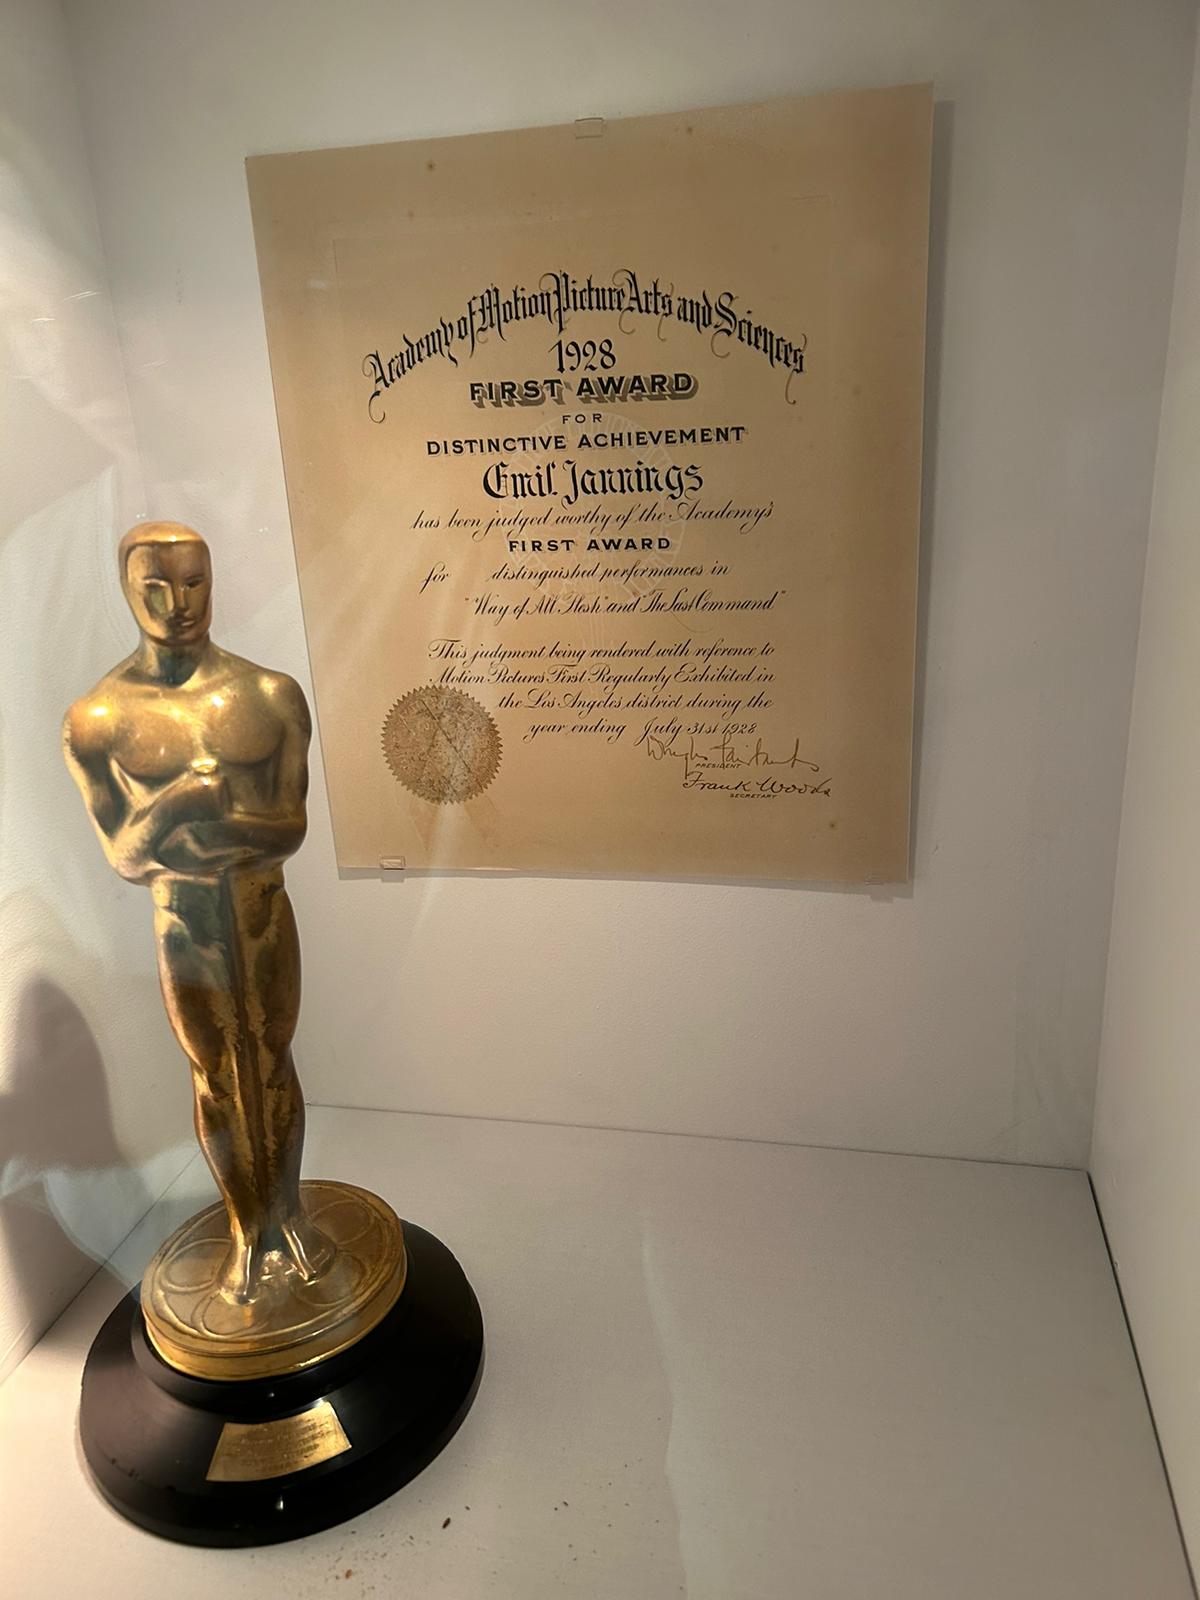 Academy of Motion Picture Arts and Sciences
1928
FIRST AWARD
FOR
DISTINCTIVE ACHIEVEMENT
Emil Jannings
has been judged worthy of the Academy's
FIRST AWARD
for distinguished performances in
"Way of All Flesh" and "The Last Command"
This judgment being rendered with reference to
Motion Pictures First Regularly Exhibited in
the Los Angeles district during the
year ending July 31st 1928
Douglas Fairbanks
PRESIDENT
Frank Woods
SECRETARY